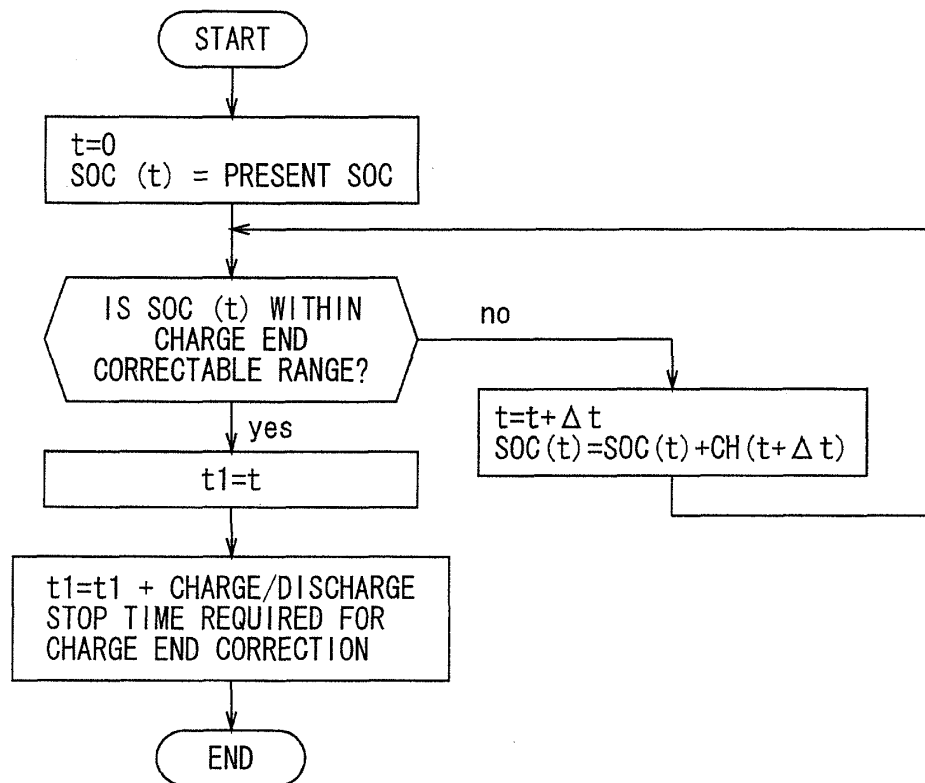 START
t=0
SOC (t) = PRESENT SOC
IS SOC (t) WITHIN
CHARGE END
CORRECTABLE RANGE?
no
yes
t=t+Δt
SOC(t)=SOC(t)+CH(t+Δt)
t1=t
t1=t1 + CHARGE/DISCHARGE
STOP TIME REQUIRED FOR
CHARGE END CORRECTION
END